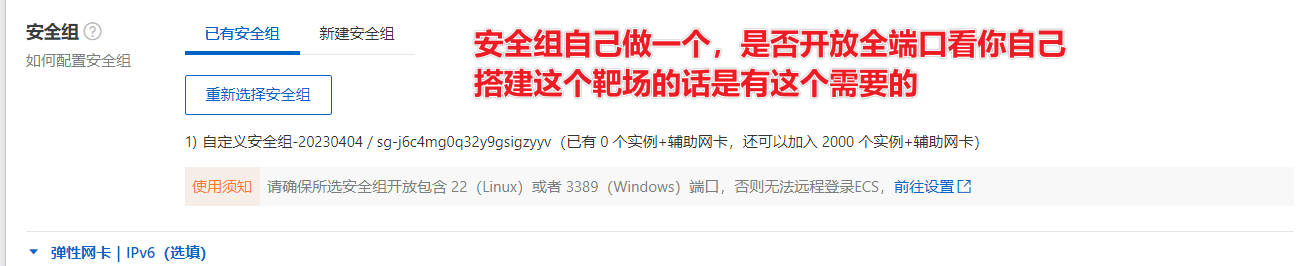 安全组
已有安全组 新建安全组
安全组自己做一个，是否开放全端口看你自己
如何配置安全组
搭建这个靶场的话是有这个需要的
重新选择安全组
1) 自定义安全组-20230404 / sg-j6c4mg0q32y9gsigzyyv（已有 0 个实例+辅助网卡，还可以加入 2000 个实例+辅助网卡）
使用须知 请确保所选安全组开放包含 22（Linux）或者 3389（Windows）端口，否则无法远程登录ECS，前往设置
弹性网卡 | IPv6（选填）